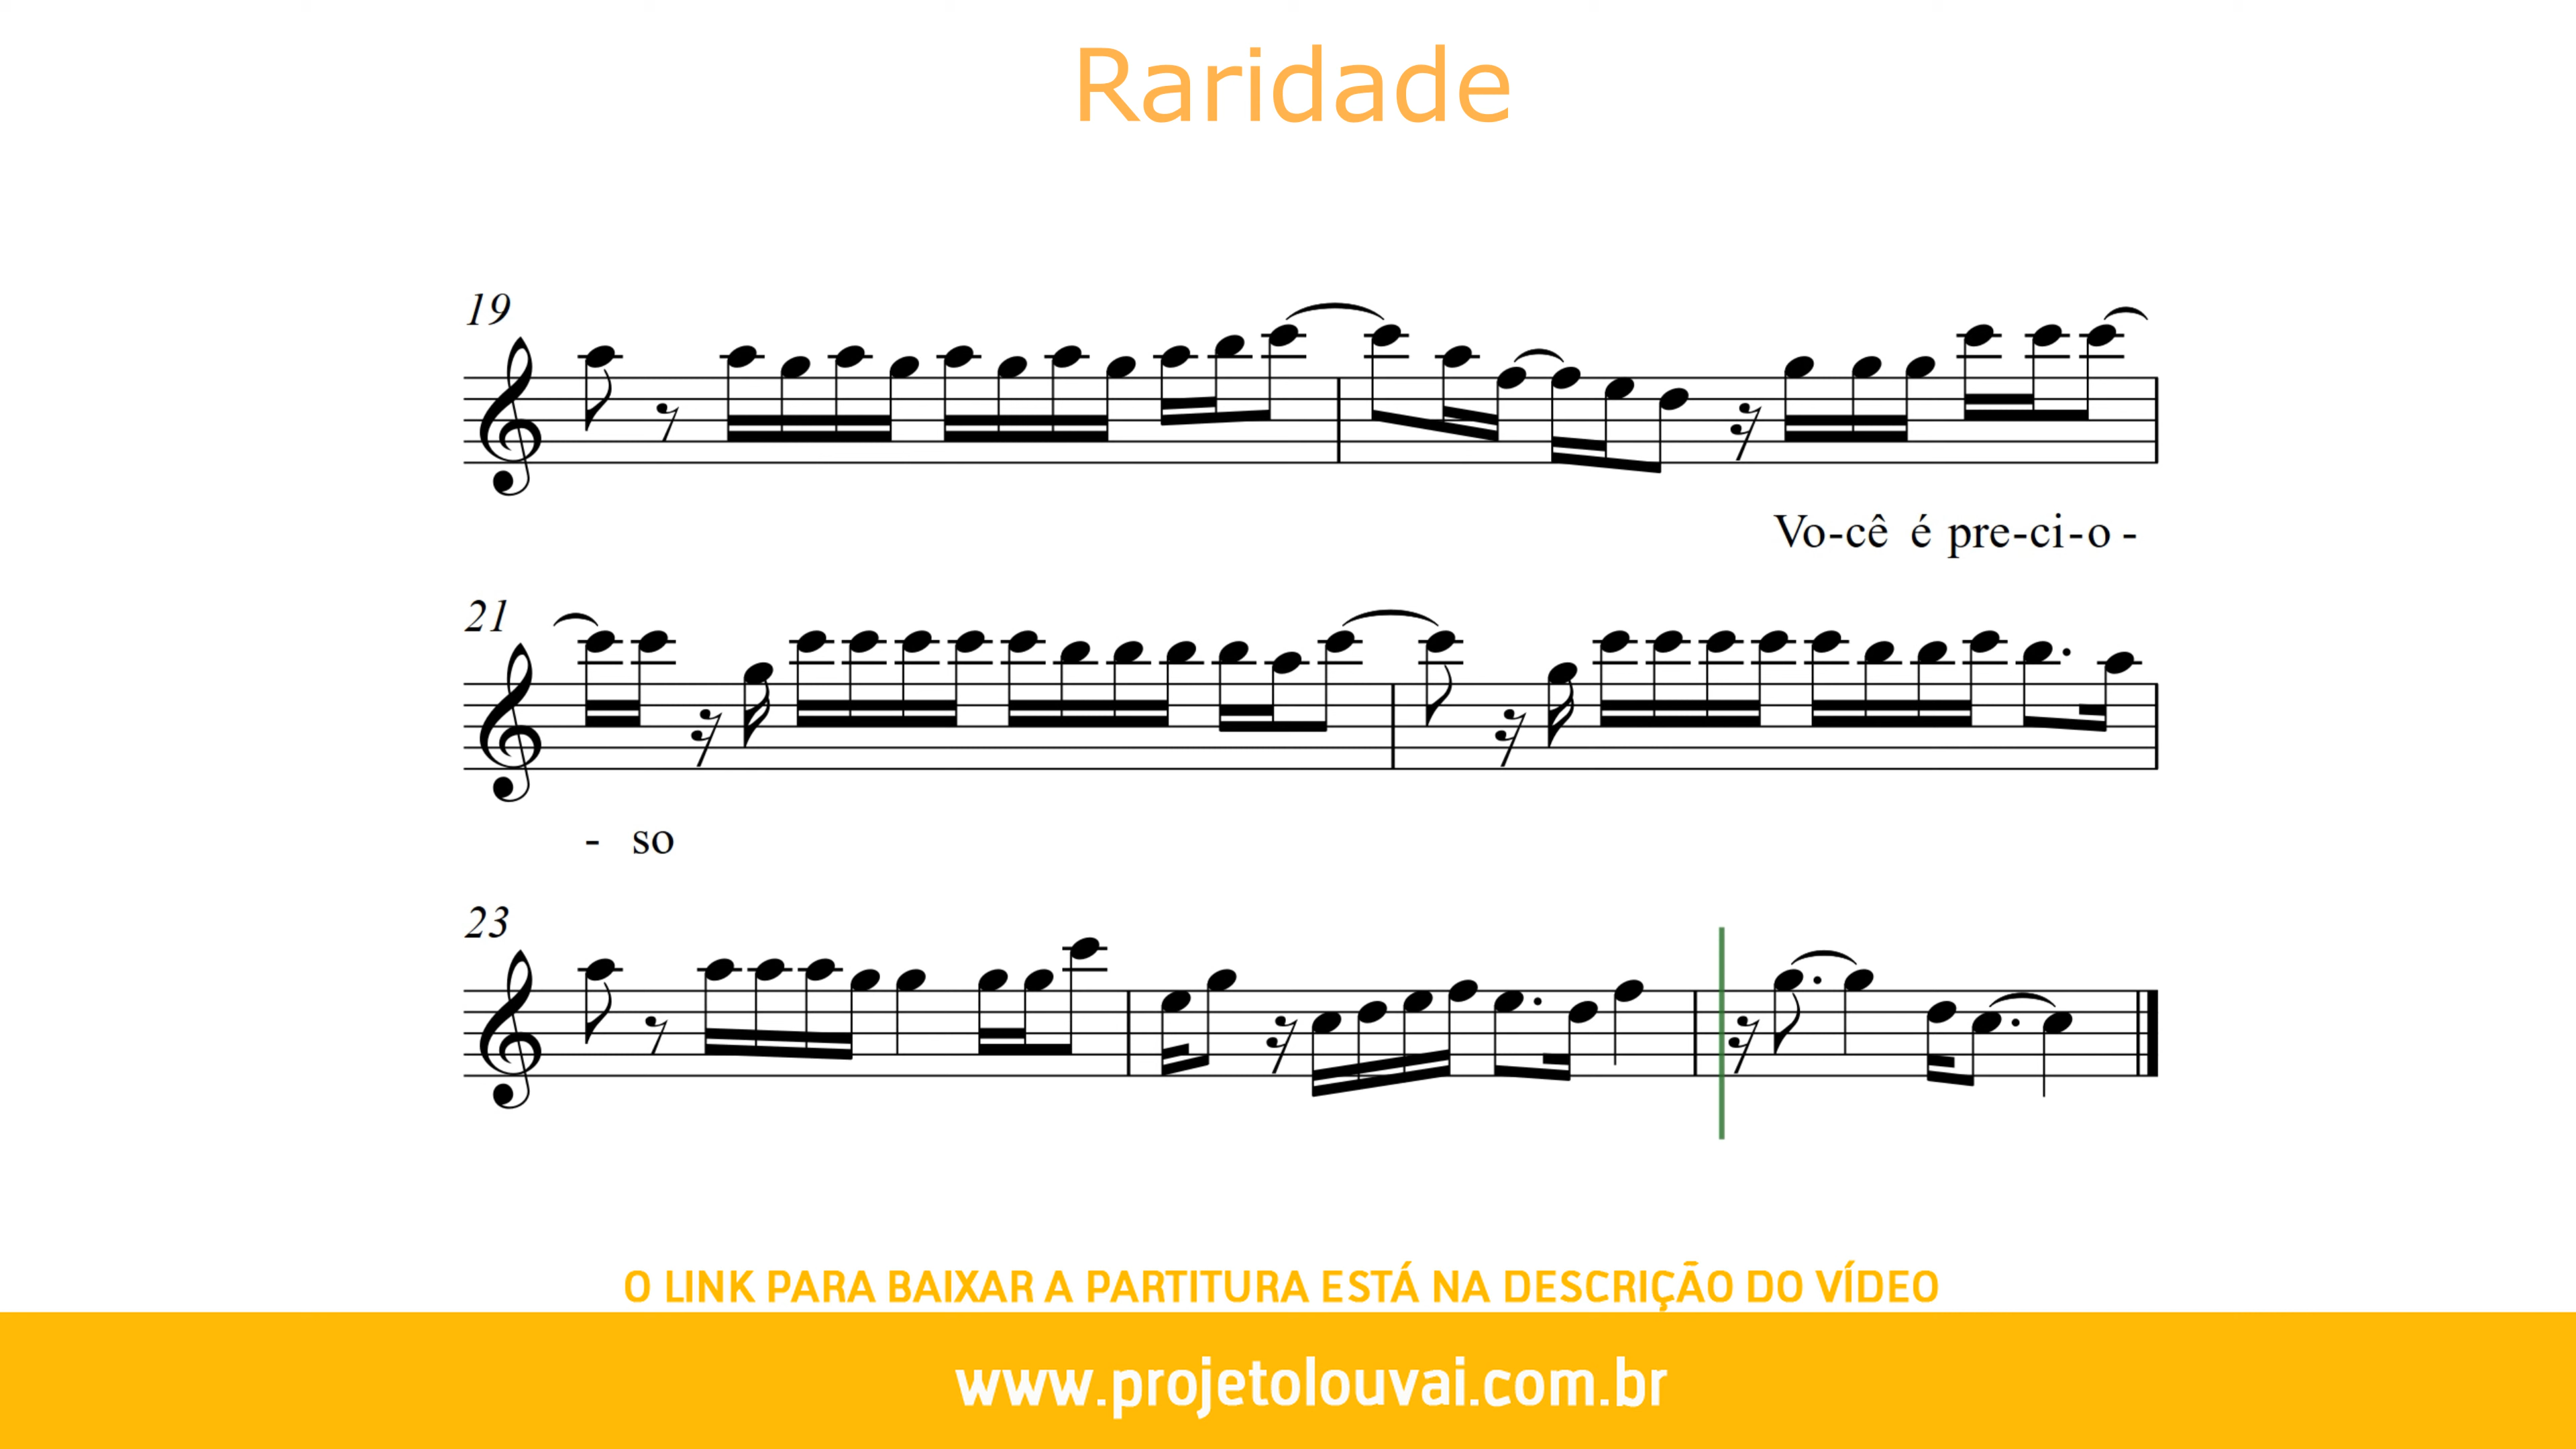 Raridade
19
Vo-cê é pre-ci-o -
21
- so
23
O LINK PARA BAIXAR A PARTITURA ESTÁ NA DESCRIÇÃO DO VÍDEO
www.projetolouvai.com.br